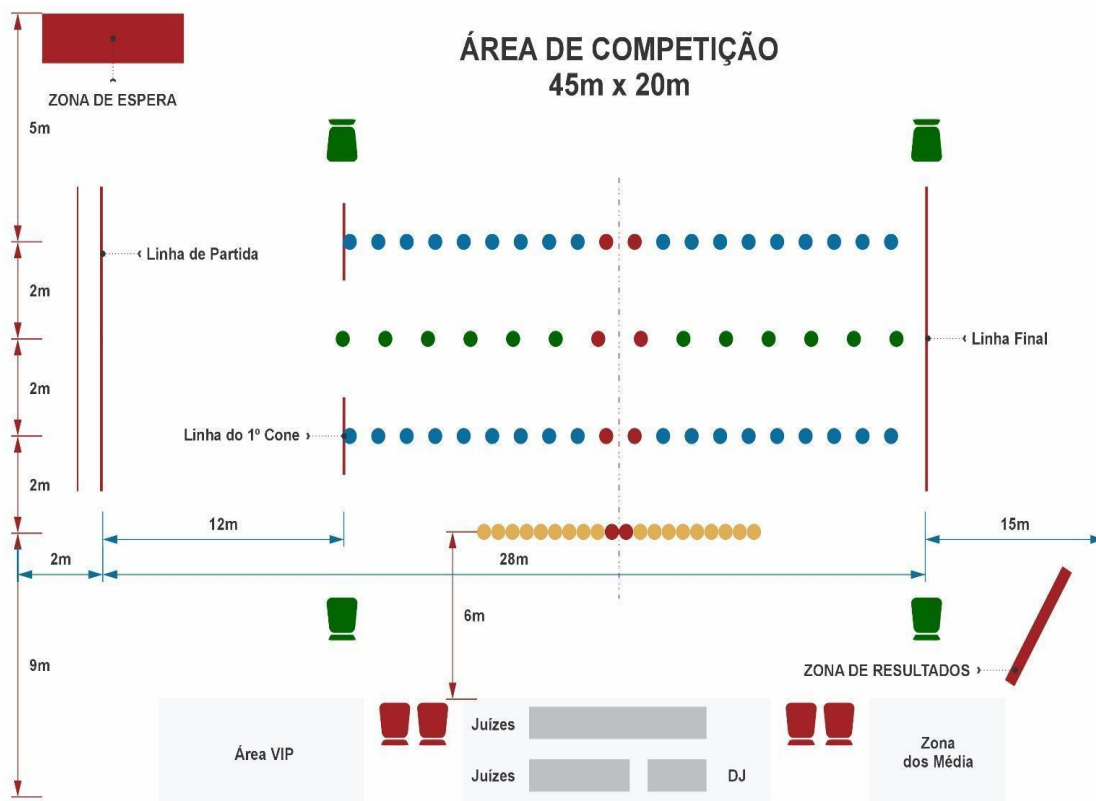 ÁREA DE COMPETIÇÃO
45m x 20m
ZONA DE ESPERA
5m
Linha de Partida
2m
Linha Final
2m
Linha do 1º Cone
2m
12m
15m
2m
28m
6m
9m
ZONA DE RESULTADOS
Juízes
Área VIP
Zona
dos Média
Juízes
DJ